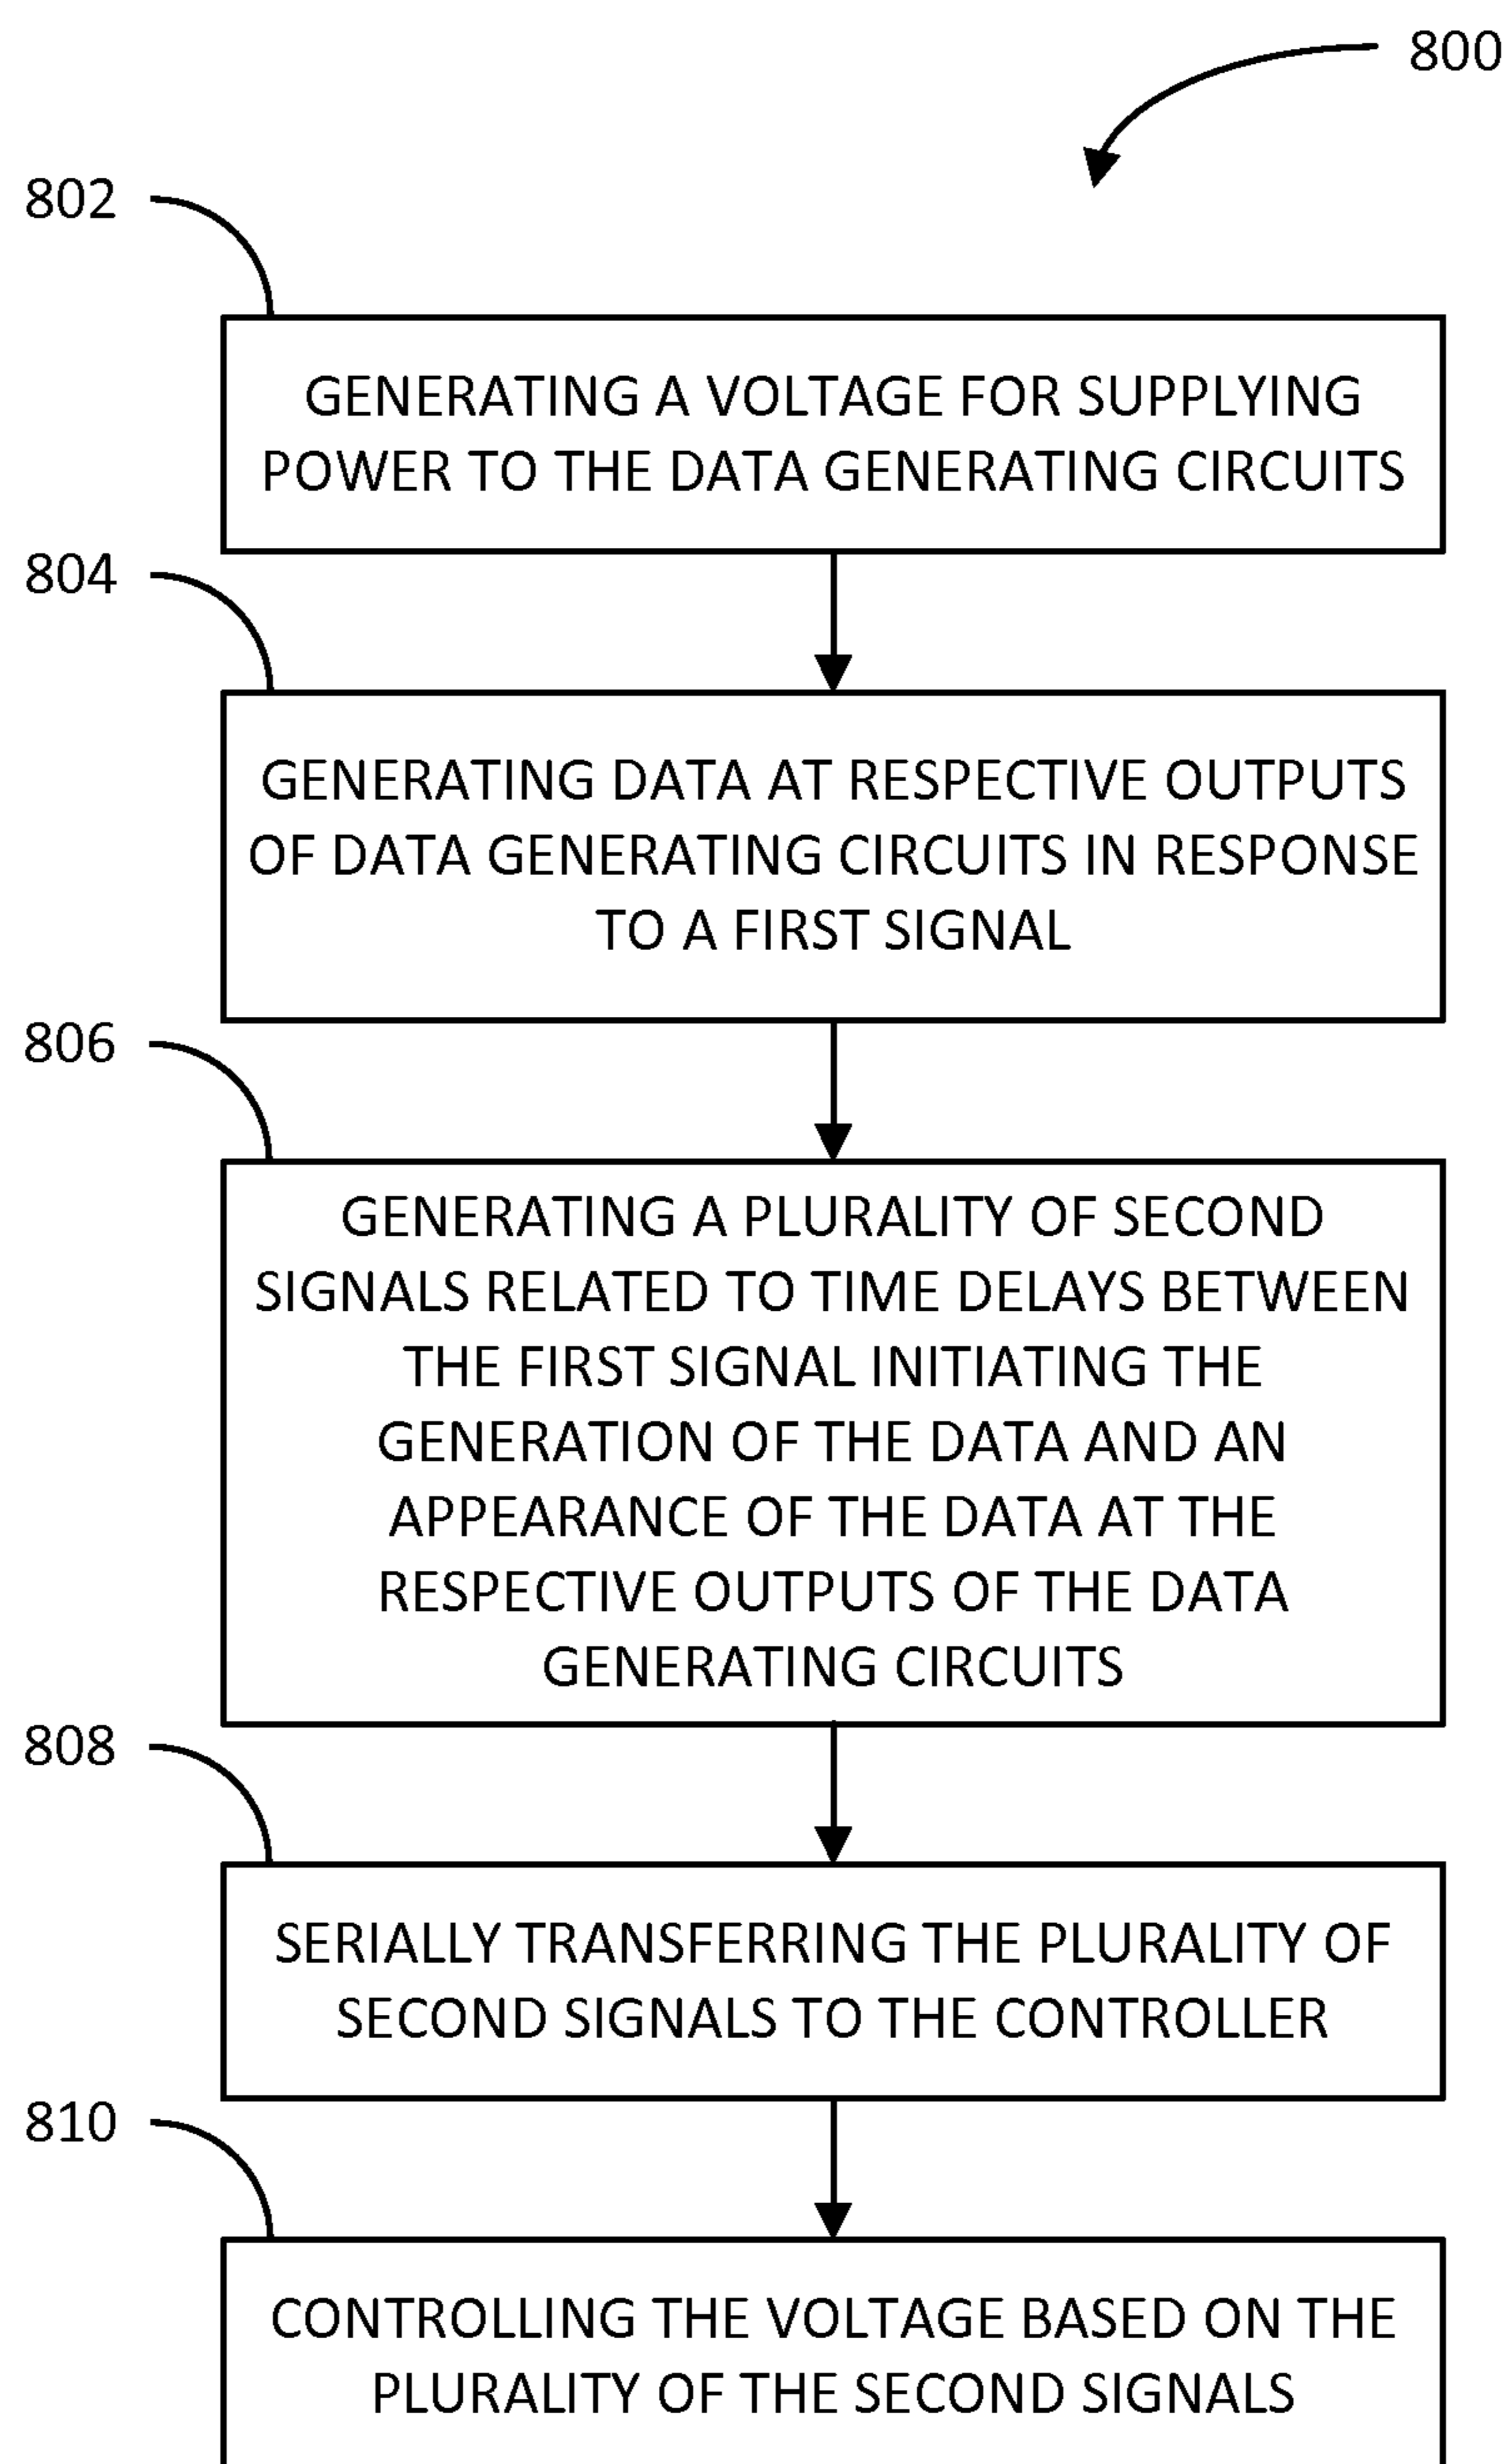 800
802
GENERATING A VOLTAGE FOR SUPPLYING
POWER TO THE DATA GENERATING CIRCUITS
804
GENERATING DATA AT RESPECTIVE OUTPUTS
OF DATA GENERATING CIRCUITS IN RESPONSE
TO A FIRST SIGNAL
806
GENERATING A PLURALITY OF SECOND
SIGNALS RELATED TO TIME DELAYS BETWEEN
THE FIRST SIGNAL INITIATING THE
GENERATION OF THE DATA AND AN
APPEARANCE OF THE DATA AT THE
RESPECTIVE OUTPUTS OF THE DATA
GENERATING CIRCUITS
808
SERIALLY TRANSFERRING THE PLURALITY OF
SECOND SIGNALS TO THE CONTROLLER
810
CONTROLLING THE VOLTAGE BASED ON THE
PLURALITY OF THE SECOND SIGNALS